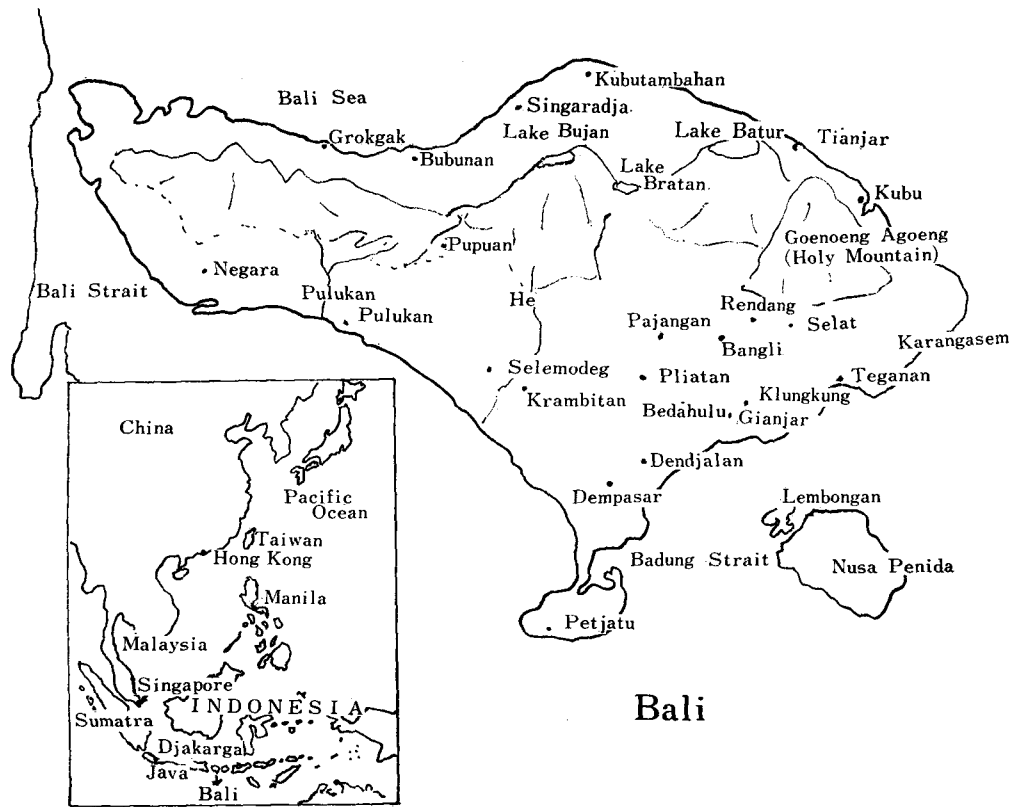 Kubutambahan
Bali Sea
Singaradja.
Grokgak
Lake Bujan
Lake Batur
Tianjar
Bubunan
Lake
Bratan.
Kubu
Goenoeng Agoeng
(Holy Mountain)
Pupuan
Negara
Bali Strait
Pulukan
He
Rendang
Pulukan
Pajangan
Selat
Bangli
Karangasem
Selemodeg
Pliatan
Teganan
Krambitan
Klungkung
Bedahulu
Gianjar
Dendjalan
Dempasar
Lembongan
Badung Strait
Nusa Penida
Petjatu
Bali
China
Pacific
Ocean
Taiwan
Hong Kong
Manila
Malaysia
Singapore
INDONESIA
Sumatra
Djakarga
Java
Bali